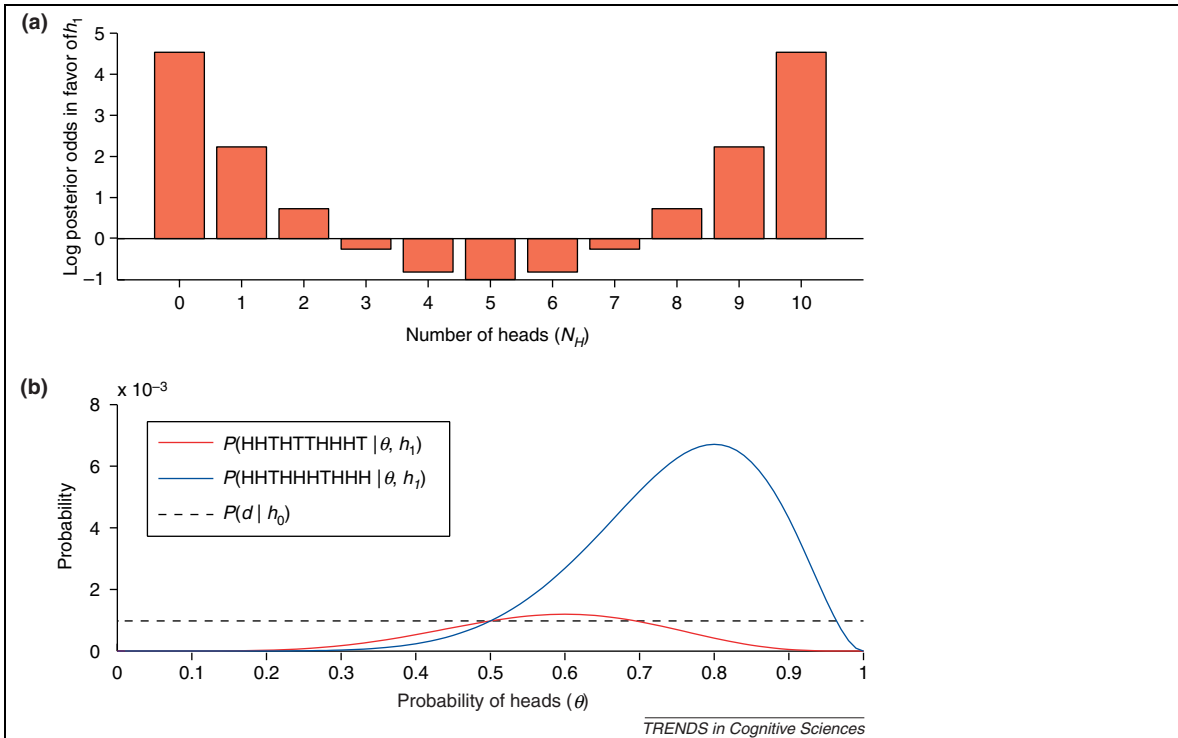 (a)
Log posterior odds in favor of h₁
5
4
3
2
1
0
–1
0 1 2 3 4 5 6 7 8 9 10
Number of heads (N_H)
(b)
x 10⁻³
Probability
8
6
4
2
0
P(HHTHTTHHHT | θ, h₁)
P(HHTHHHTHHH | θ, h₁)
P(d | h₀)
0 0.1 0.2 0.3 0.4 0.5 0.6 0.7 0.8 0.9 1
Probability of heads (θ)
TRENDS in Cognitive Sciences